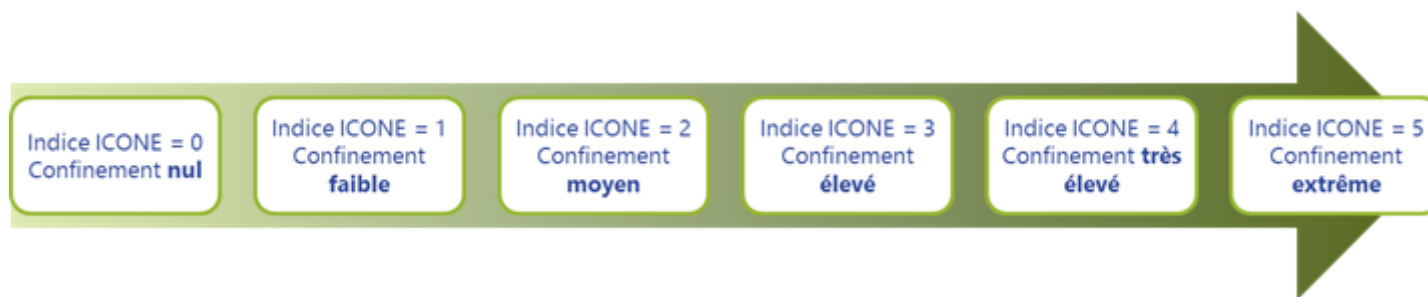 Indice ICONE = 0
Confinement nul
Indice ICONE = 1
Confinement
faible
Indice ICONE = 2
Confinement
moyen
Indice ICONE = 3
Confinement
élevé
Indice ICONE = 4
Confinement très
élevé
Indice ICONE = 5
Confinement
extrême